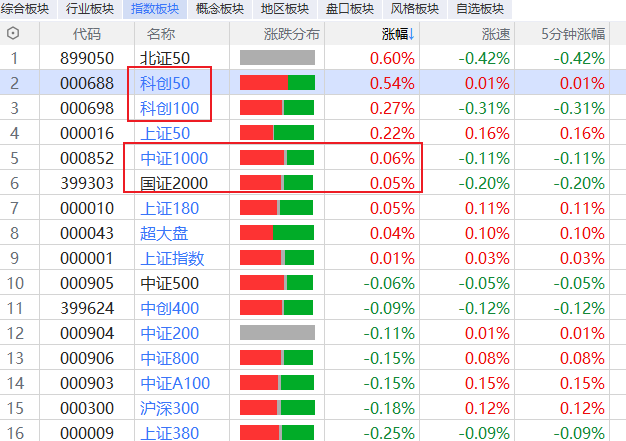 综合板块 行业板块 指数板块 概念板块 地区板块 盘口板块 风格板块 自选板块
代码 名称 涨跌分布 涨幅↓ 涨速 5分钟涨幅
1 899050 北证50 0.60% -0.42% -0.42%
2 000688 科创50 0.54% 0.01% 0.01%
3 000698 科创100 0.27% -0.31% -0.31%
4 000016 上证50 0.22% 0.16% 0.16%
5 000852 中证1000 0.06% -0.11% -0.11%
6 399303 国证2000 0.05% -0.20% -0.20%
7 000010 上证180 0.05% 0.11% 0.11%
8 000043 超大盘 0.04% 0.10% 0.10%
9 000001 上证指数 0.01% 0.03% 0.03%
10 000905 中证500 -0.06% -0.05% -0.05%
11 399624 中创400 -0.09% -0.12% -0.12%
12 000904 中证200 -0.11% 0.01% 0.01%
13 000906 中证800 -0.15% 0.08% 0.08%
14 000903 中证A100 -0.15% 0.15% 0.15%
15 000300 沪深300 -0.18% 0.12% 0.12%
16 000009 上证380 -0.25% -0.09% -0.09%